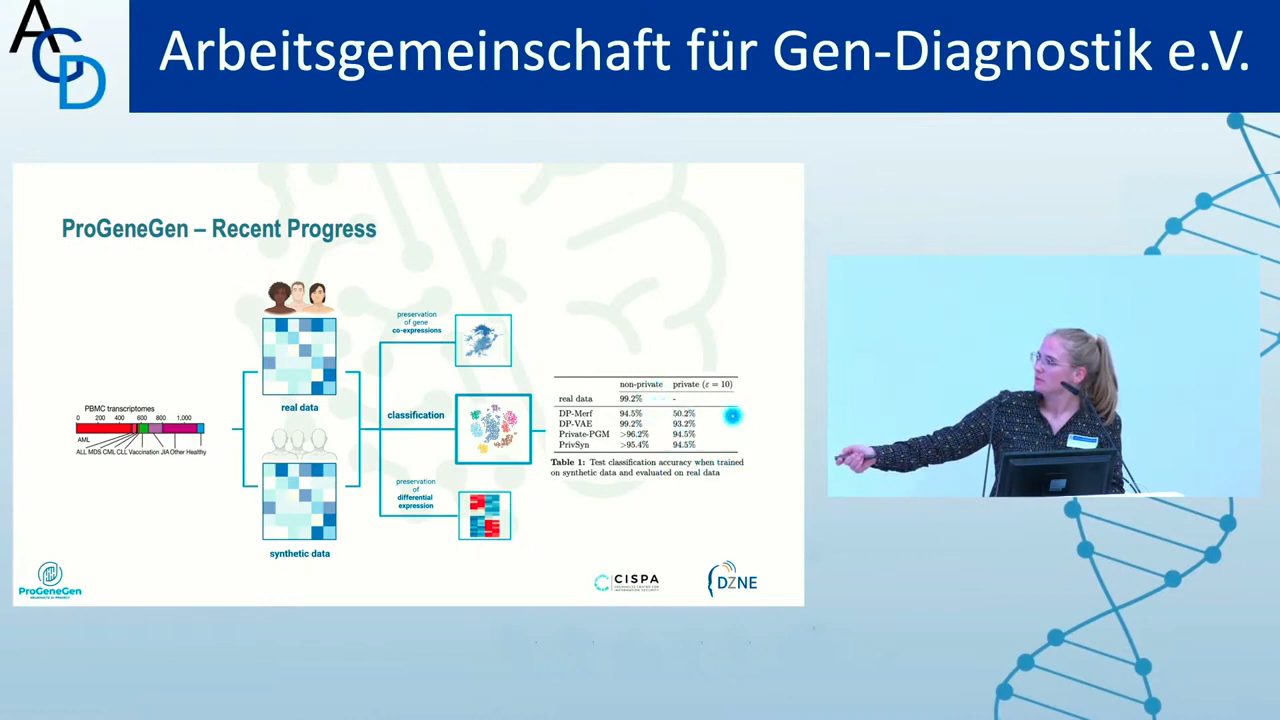 AGD
Arbeitsgemeinschaft für Gen-Diagnostik e.V.
ProGeneGen – Recent Progress
PBMC transcriptomes
0 200 400 600 800 1,000
AML
ALL MDS CML CLL Vaccination JIA Other Healthy
real data
synthetic data
preservation
of gene
co-expressions
classification
preservation
of
differential
expression
non-private private (ε = 10)
real data 99.2% -
DP-Merf 94.5% 50.2%
DP-VAE 99.2% 93.2%
Private-PGM >96.2% 94.5%
PrivSyn >95.4% 94.5%
Table 1: Test classification accuracy when trained
on synthetic data and evaluated on real data
ProGeneGen
CISPA
DZNE